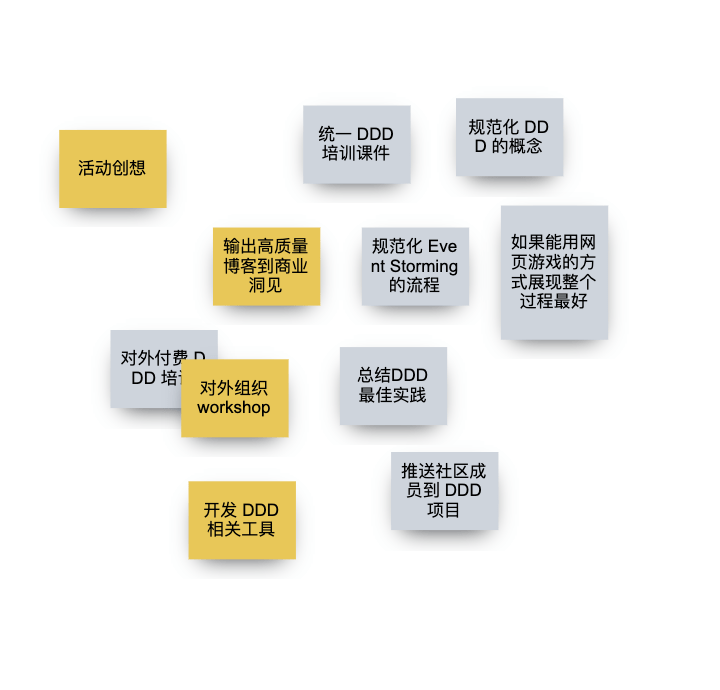 统一 DDD
培训课件
规范化 DD
D 的概念
活动创想
输出高质量
博客到商业
洞见
规范化 Eve
nt Storming
的流程
如果能用网
页游戏的方
式展现整个
过程最好
对外付费 D
DDD 培
对外组织
workshop
总结DDD
最佳实践
开发 DDD
相关工具
推送社区成
员到 DDD
项目